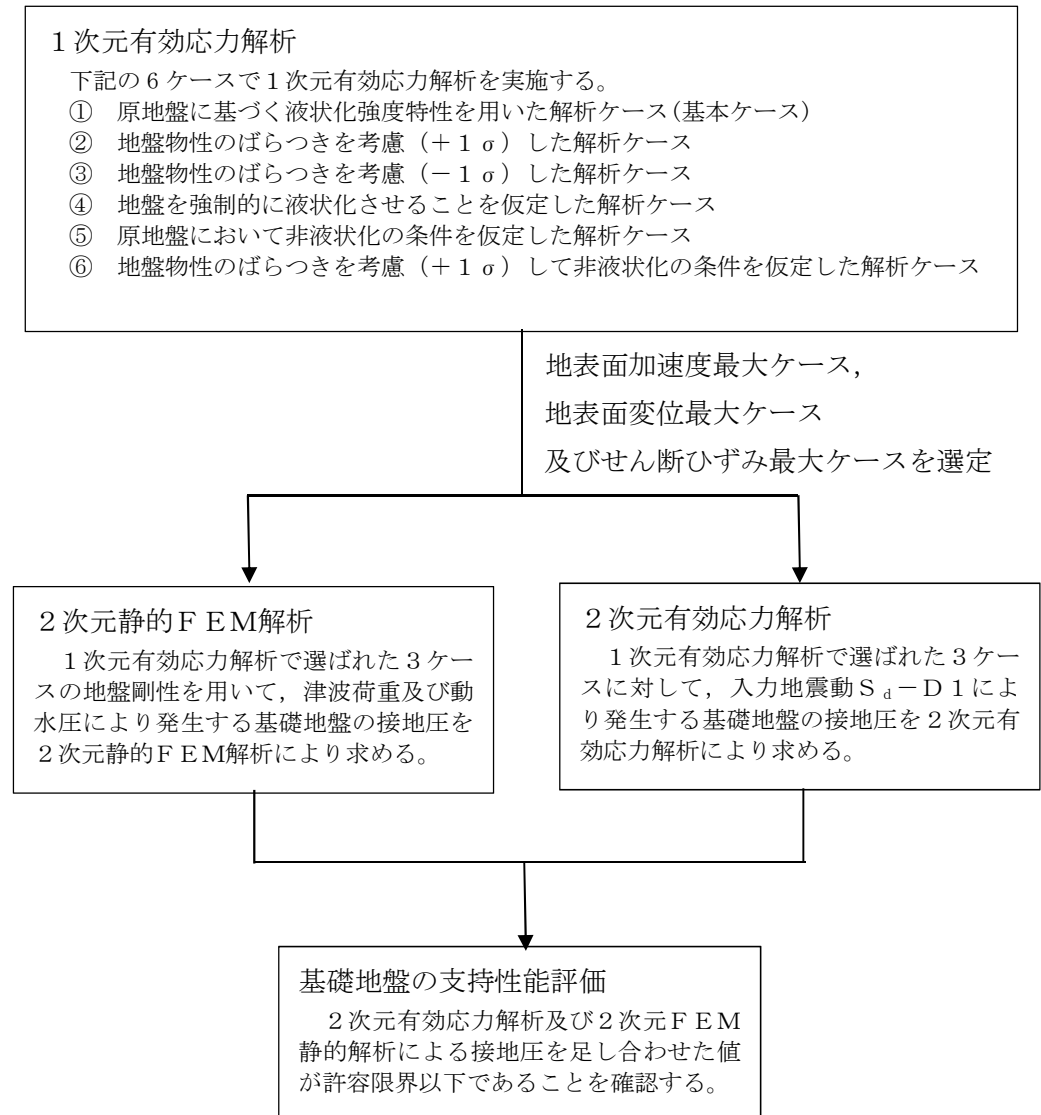 １次元有効応力解析
下記の６ケースで１次元有効応力解析を実施する。
① 原地盤に基づく液状化強度特性を用いた解析ケース(基本ケース)
② 地盤物性のばらつきを考慮（＋１σ）した解析ケース
③ 地盤物性のばらつきを考慮（－１σ）した解析ケース
④ 地盤を強制的に液状化させることを仮定した解析ケース
⑤ 原地盤において非液状化の条件を仮定した解析ケース
⑥ 地盤物性のばらつきを考慮（＋１σ）して非液状化の条件を仮定した解析ケース
地表面加速度最大ケース，
地表面変位最大ケース
及びせん断ひずみ最大ケースを選定
２次元静的ＦＥＭ解析
１次元有効応力解析で選ばれた３ケー
スの地盤剛性を用いて，津波荷重及び動
水圧により発生する基礎地盤の接地圧を
２次元静的ＦＥＭ解析により求める。
２次元有効応力解析
１次元有効応力解析で選ばれた３ケー
スに対して，入力地震動Ｓｄ－Ｄ１によ
り発生する基礎地盤の接地圧を２次元有
効応力解析により求める。
基礎地盤の支持性能評価
２次元有効応力解析及び２次元ＦＥＭ
静的解析による接地圧を足し合わせた値
が許容限界以下であることを確認する。